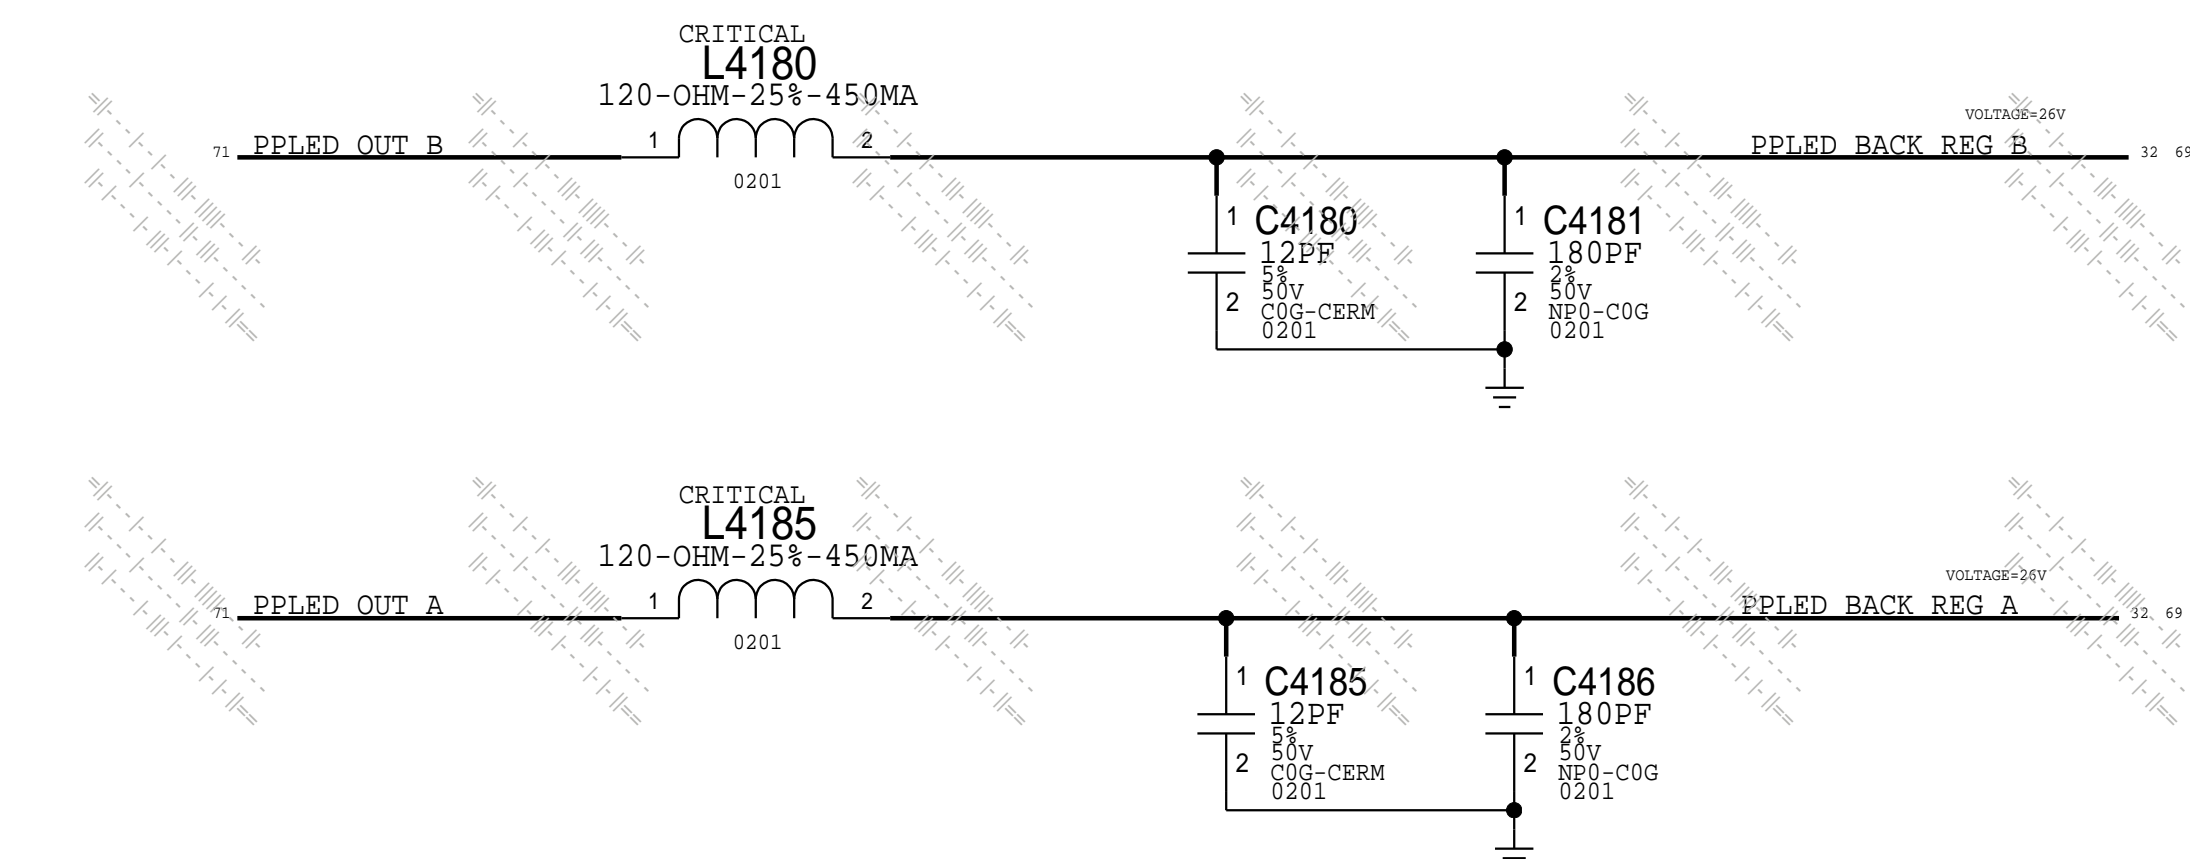 CRITICAL
L4180
120-OHM-25%-450MA
VOLTAGE=26V
71 PPLED OUT B 1 2 PPLED BACK REG B 32 69
0201
1 C4180 1 C4181
12PF 180PF
5% 2%
50V 50V
2 C0G-CERM 2 NP0-C0G
0201 0201
CRITICAL
L4185
120-OHM-25%-450MA
VOLTAGE=26V
71 PPLED OUT A 1 2 PPLED BACK REG A 32 69
0201
1 C4185 1 C4186
12PF 180PF
5% 2%
50V 50V
2 C0G-CERM 2 NP0-C0G
0201 0201